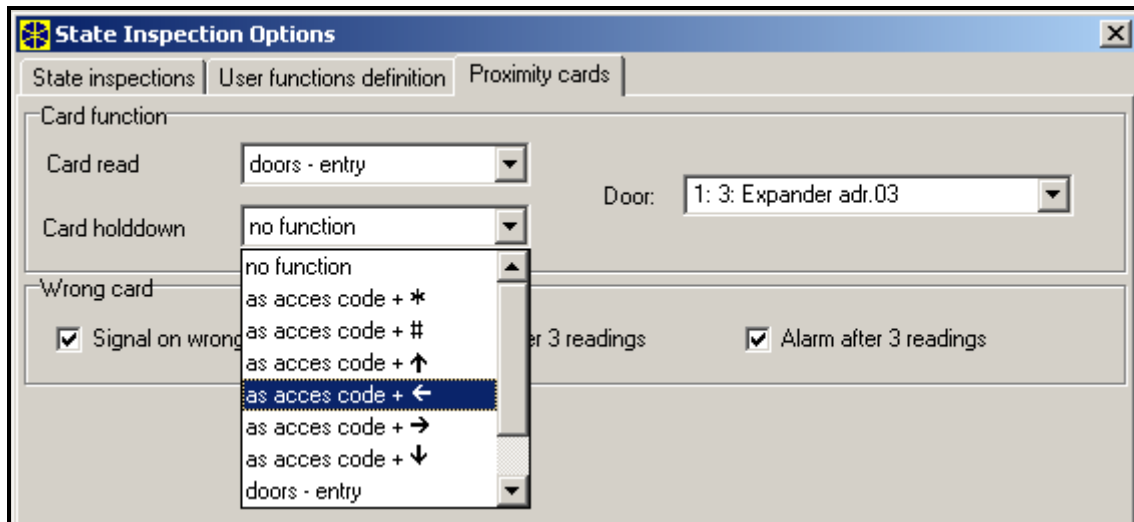 State Inspection Options
State inspections User functions definition Proximity cards
Card function
Card read doors - entry
Door: 1: 3: Expander adr.03
Card holddown no function
no function
as acces code + *
as acces code + #
as acces code + ↑
as acces code + ←
as acces code + →
as acces code + ↓
doors - entry
Wrong card
Signal on wrong 3 readings Alarm after 3 readings